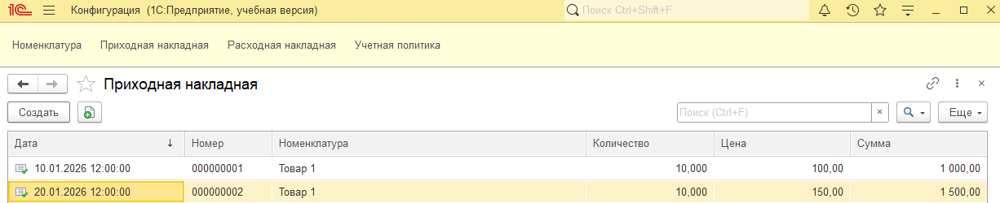 1С Конфигурация (1С:Предприятие, учебная версия) Поиск Ctrl+Shift+F
Номенклатура Приходная накладная Расходная накладная Учетная политика
Приходная накладная
Создать Поиск (Ctrl+F) × Еще
Дата ↓ Номер Номенклатура Количество Цена Сумма
10.01.2026 12:00:00 000000001 Товар 1 10,000 100,00 1 000,00
20.01.2026 12:00:00 000000002 Товар 1 10,000 150,00 1 500,00